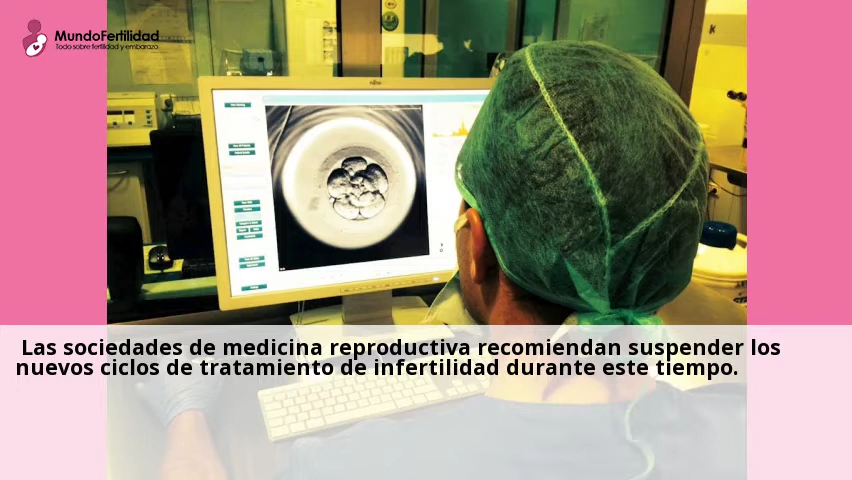 MundoFertilidad
Todo sobre fertilidad y embarazo
FUJITSU
Las sociedades de medicina reproductiva recomiendan suspender los
nuevos ciclos de tratamiento de infertilidad durante este tiempo.